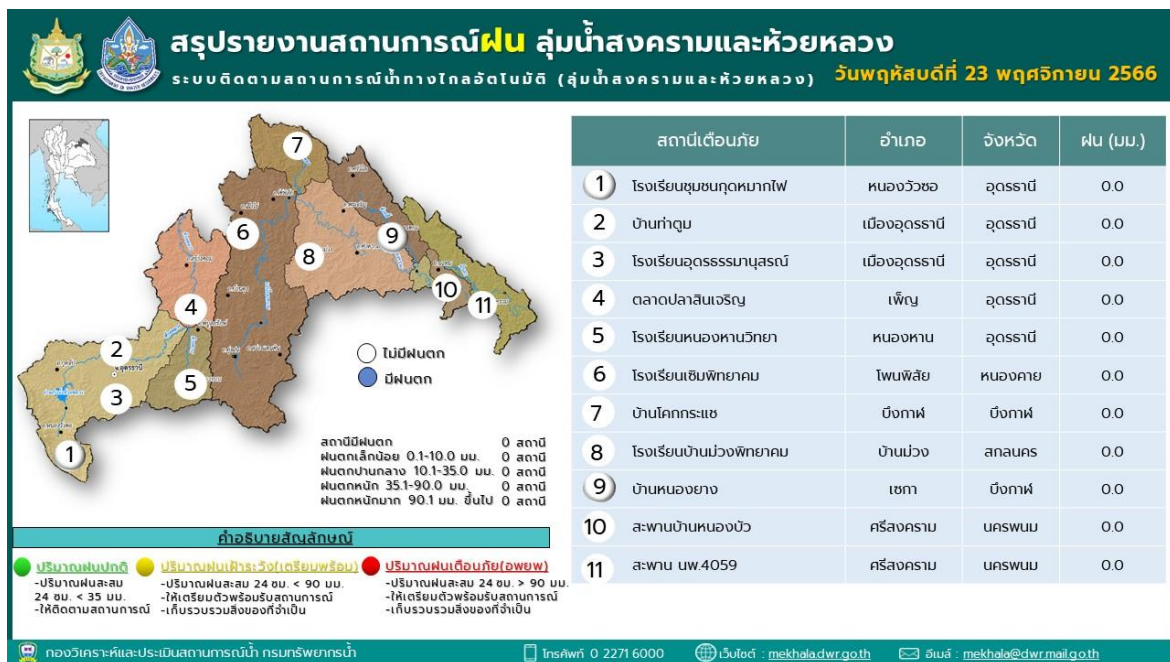 สรุปรายงานสถานการณ์ฝน ลุ่มน้ำสงครามและห้วยหลวง
ระบบติดตามสถานการณ์น้ำทางไกลอัตโนมัติ (ลุ่มน้ำสงครามและห้วยหลวง) วันพฤหัสบดีที่ 23 พฤศจิกายน 2566
7
6
9
8
10
11
4
2
อ.อุดรธานี
5
3
1
ไม่มีฝนตก
มีฝนตก
สถานีมีฝนตก 0 สถานี
ฝนตกเล็กน้อย 0.1-10.0 มม. 0 สถานี
ฝนตกปานกลาง 10.1-35.0 มม. 0 สถานี
ฝนตกหนัก 35.1-90.0 มม. 0 สถานี
ฝนตกหนักมาก 90.1 มม. ขึ้นไป 0 สถานี
คำอธิบายสัญลักษณ์
ปริมาณฝนปกติ
-ปริมาณฝนสะสม
24 ชม. < 35 มม.
-ให้ติดตามสถานการณ์
ปริมาณฝนเฝ้าระวัง(เตรียมพร้อม)
-ปริมาณฝนสะสม 24 ชม. < 90 มม.
-ให้เตรียมตัวพร้อมรับสถานการณ์
-เก็บรวบรวมสิ่งของที่จำเป็น
ปริมาณฝนเตือนภัย(อพยพ)
-ปริมาณฝนสะสม 24 ชม. > 90 มม.
-ให้เตรียมตัวพร้อมรับสถานการณ์
-เก็บรวบรวมสิ่งของที่จำเป็น
สถานีเตือนภัย อำเภอ จังหวัด ฝน (มม.)
1 โรงเรียนชุมชนกุดหมากไฟ หนองวัวซอ อุดรธานี 0.0
2 บ้านท่าตูม เมืองอุดรธานี อุดรธานี 0.0
3 โรงเรียนอุดรธรรมานุสรณ์ เมืองอุดรธานี อุดรธานี 0.0
4 ตลาดปลาสินเจริญ เพ็ญ อุดรธานี 0.0
5 โรงเรียนหนองหานวิทยา หนองหาน อุดรธานี 0.0
6 โรงเรียนเซิมพิทยาคม โพนพิสัย หนองคาย 0.0
7 บ้านโคกกระแซ บึงกาฬ บึงกาฬ 0.0
8 โรงเรียนบ้านม่วงพิทยาคม บ้านม่วง สกลนคร 0.0
9 บ้านหนองยาง เซกา บึงกาฬ 0.0
10 สะพานบ้านหนองบัว ศรีสงคราม นครพนม 0.0
11 สะพาน นพ.4059 ศรีสงคราม นครพนม 0.0
กองวิเคราะห์และประเมินสถานการณ์น้ำ กรมทรัพยากรน้ำ โทรศัพท์ 0 2271 6000 เว็บไซต์ : mekhala.dwr.go.th อีเมล์ : mekhala@dwr.mail.go.th